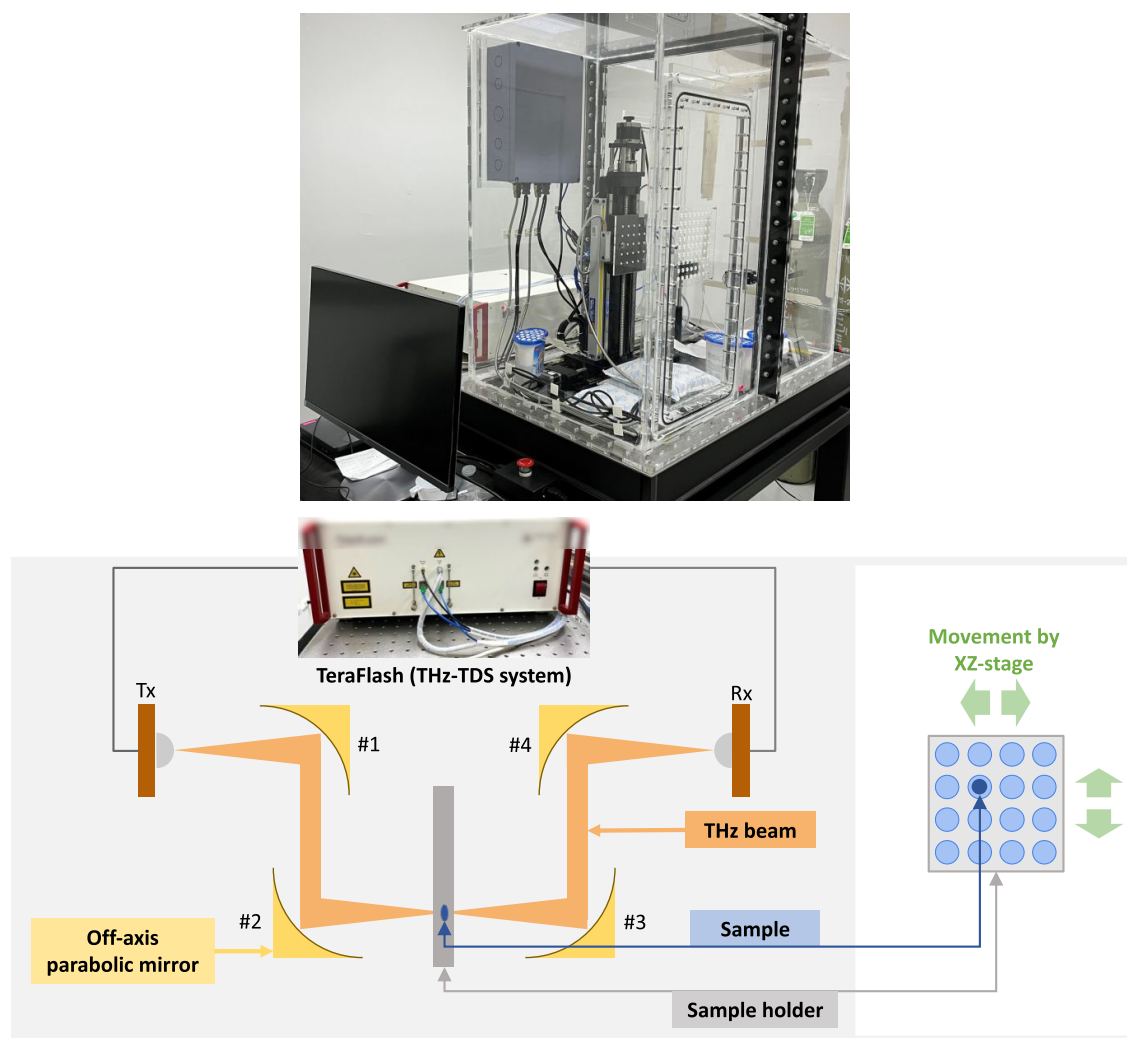 TeraFlash (THz-TDS system)
Movement by
XZ-stage
Tx
Rx
#1
#4
THz beam
#2
#3
Off-axis
parabolic mirror
Sample
Sample holder